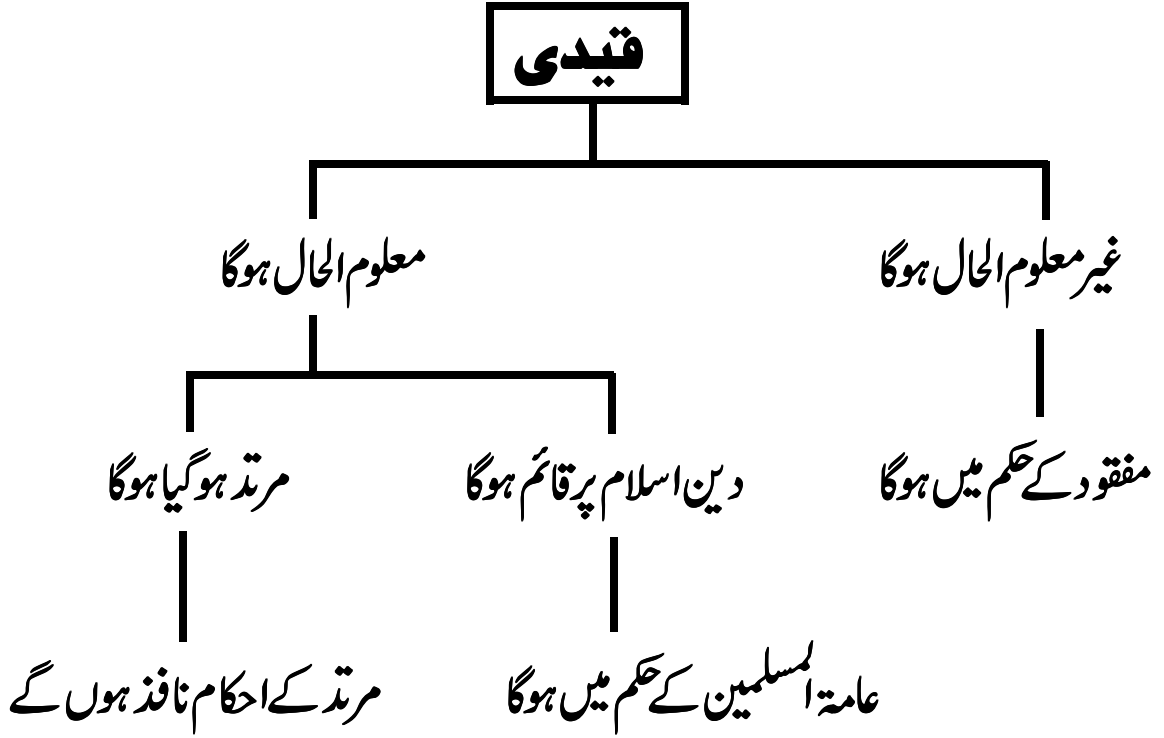 قیدی
غیر معلوم الحال ہوگا
معلوم الحال ہوگا
مفقود کے حکم میں ہوگا
دین اسلام پر قائم ہوگا
مرتد ہوگیا ہوگا
عامۃ المسلمین کے حکم میں ہوگا
مرتد کے احکام نافذ ہوں گے